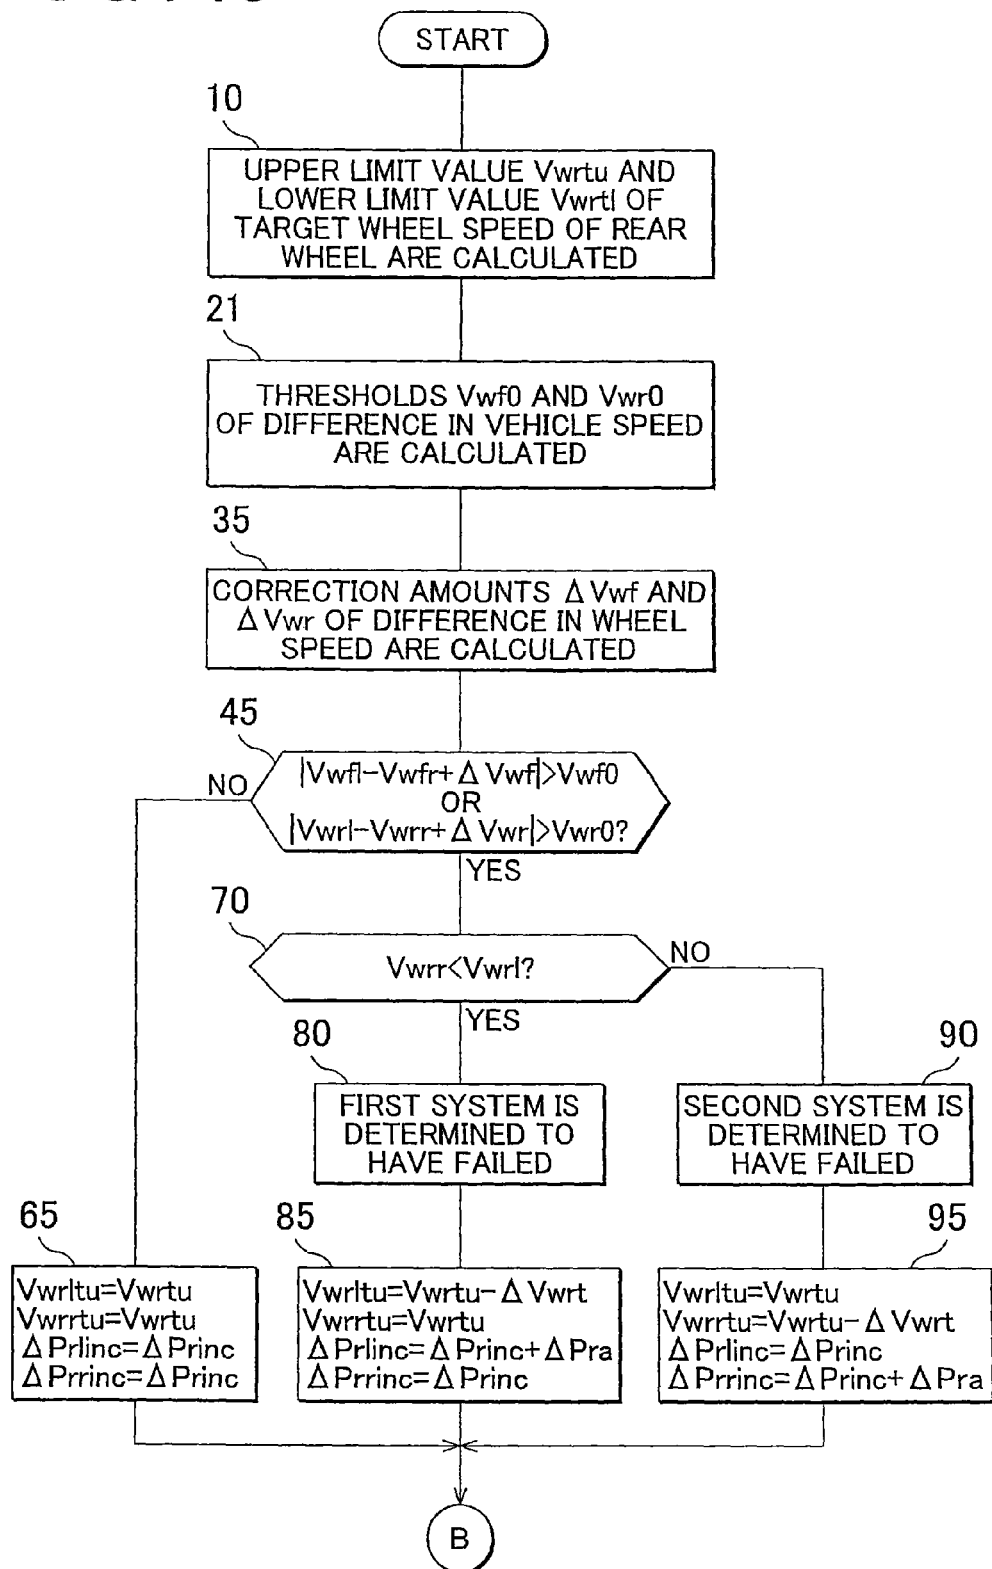 START
10
UPPER LIMIT VALUE Vwrtu AND
LOWER LIMIT VALUE Vwrtl OF
TARGET WHEEL SPEED OF REAR
WHEEL ARE CALCULATED
21
THRESHOLDS Vwf0 AND Vwr0
OF DIFFERENCE IN VEHICLE SPEED
ARE CALCULATED
35
CORRECTION AMOUNTS ΔVwf AND
ΔVwr OF DIFFERENCE IN WHEEL
SPEED ARE CALCULATED
45
|Vwfl-Vwfr+ΔVwf|>Vwf0
OR
|Vwrl-Vwrr+ΔVwr|>Vwr0?
NO
YES
70
Vwrr<Vwrl?
NO
YES
80
FIRST SYSTEM IS
DETERMINED TO
HAVE FAILED
90
SECOND SYSTEM IS
DETERMINED TO
HAVE FAILED
65
Vwrltu=Vwrtu
Vwrrtu=Vwrtu
ΔPrlinc=ΔPrinc
ΔPrrinc=ΔPrinc
85
Vwrltu=Vwrtu-ΔVwrt
Vwrrtu=Vwrtu
ΔPrlinc=ΔPrinc+ΔPra
ΔPrrinc=ΔPrinc
95
Vwrltu=Vwrtu
Vwrrtu=Vwrtu-ΔVwrt
ΔPrlinc=ΔPrinc
ΔPrrinc=ΔPrinc+ΔPra
B